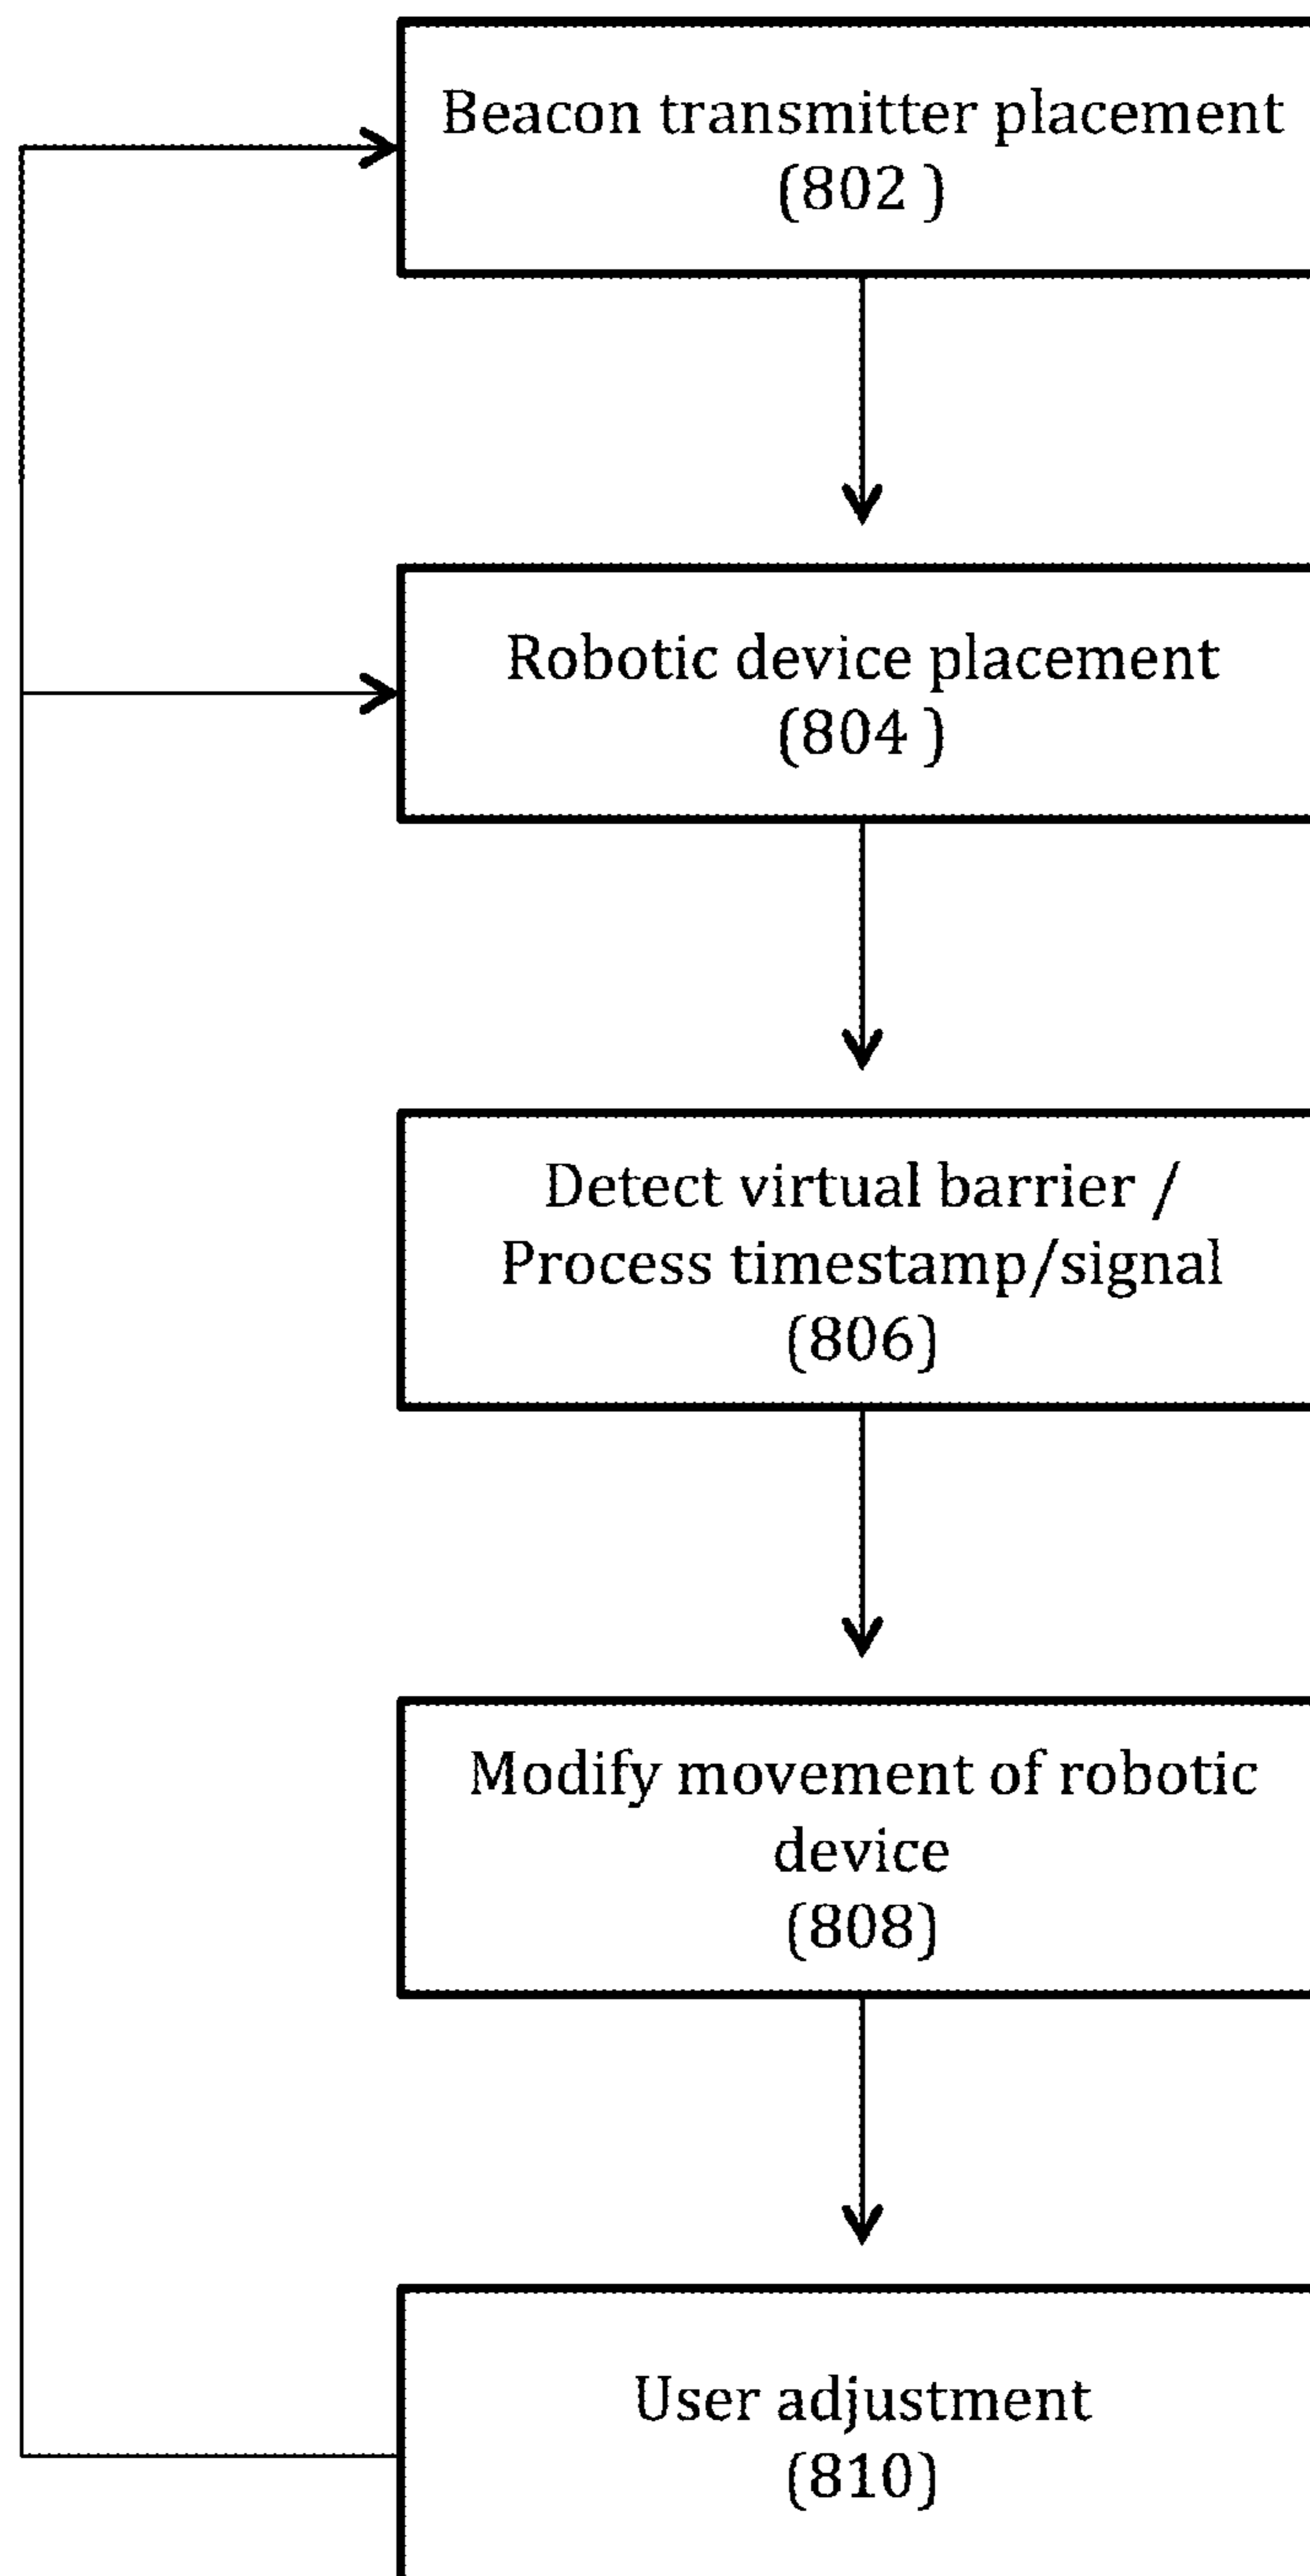 Beacon transmitter placement
(802 )
Robotic device placement
(804 )
Detect virtual barrier /
Process timestamp/signal
(806)
Modify movement of robotic
device
(808)
User adjustment
(810)